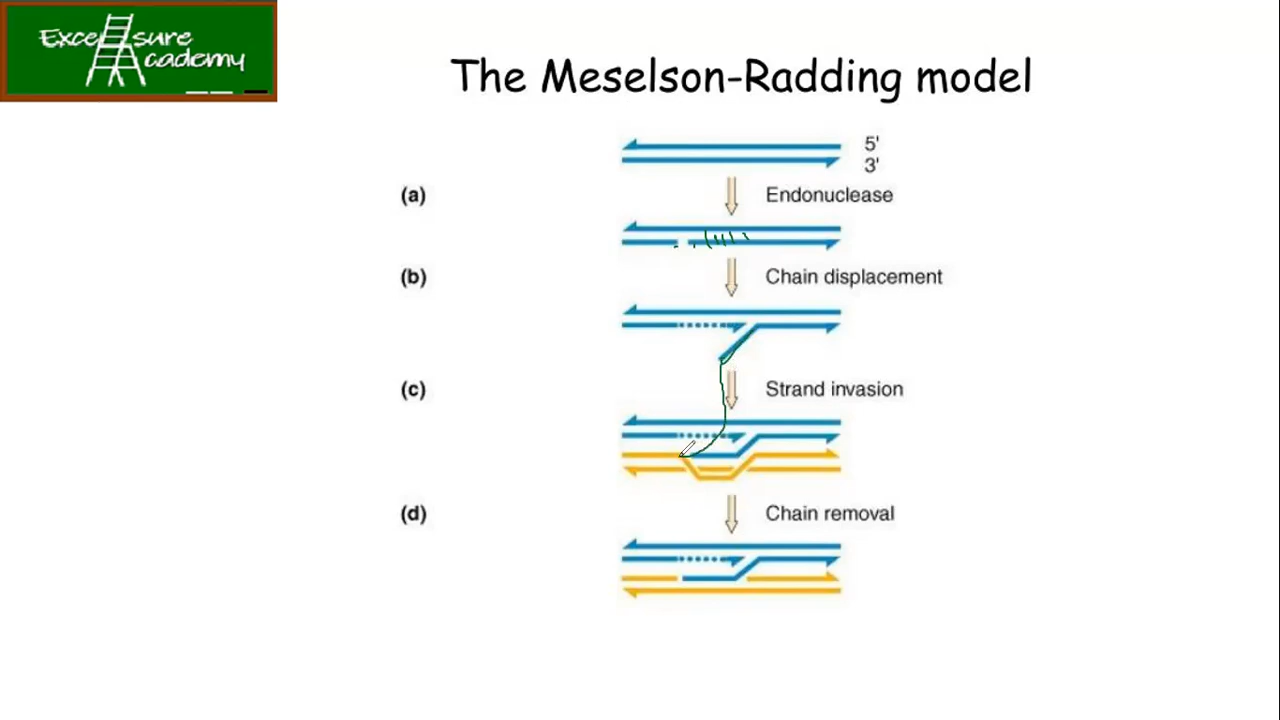 Excel sure
Academy
The Meselson-Radding model
5'
3'
(a) Endonuclease
(b) Chain displacement
(c) Strand invasion
(d) Chain removal